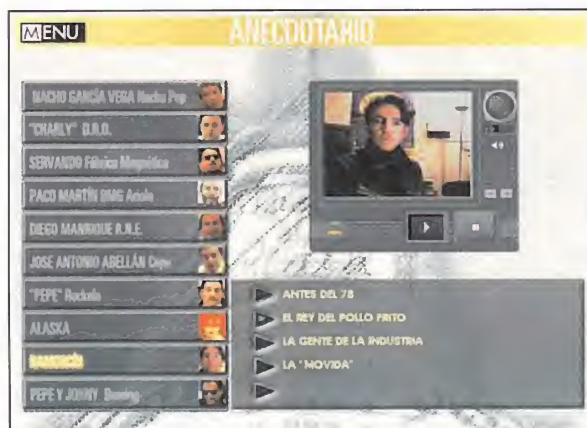 MENU
ANECDOTARIO
NACHO GARCÍA VEGA Nacha Pop
"CHARLY" D.R.O.
SERVANDO Fábrica Magnética
PACO MARTÍN BMG Ariola
DIEGO MANRIQUE R.N.E.
JOSE ANTONIO ABELLÁN Cope
"PEPE" Rockola
ALASKA
RAMONCÍN
PEPE Y JOHNY
ANTES DEL 78
EL REY DEL POLLO FRITO
LA GENTE DE LA INDUSTRIA
LA "MOVIDA"